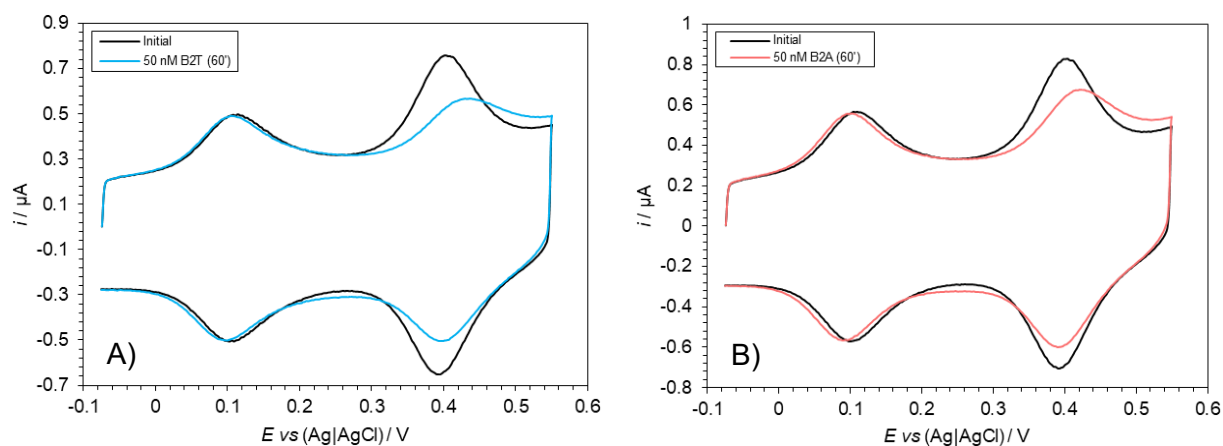 0.9
0.7
0.5
0.3
0.1
-0.1
-0.3
-0.5
-0.7
i / µA
Initial
50 nM B2T (60')
A)
-0.1 0 0.1 0.2 0.3 0.4 0.5 0.6
E vs (Ag|AgCl) / V
1
0.8
0.6
0.4
0.2
0
-0.2
-0.4
-0.6
-0.8
i / µA
Initial
50 nM B2A (60')
B)
-0.1 0 0.1 0.2 0.3 0.4 0.5 0.6
E vs (Ag|AgCl) / V